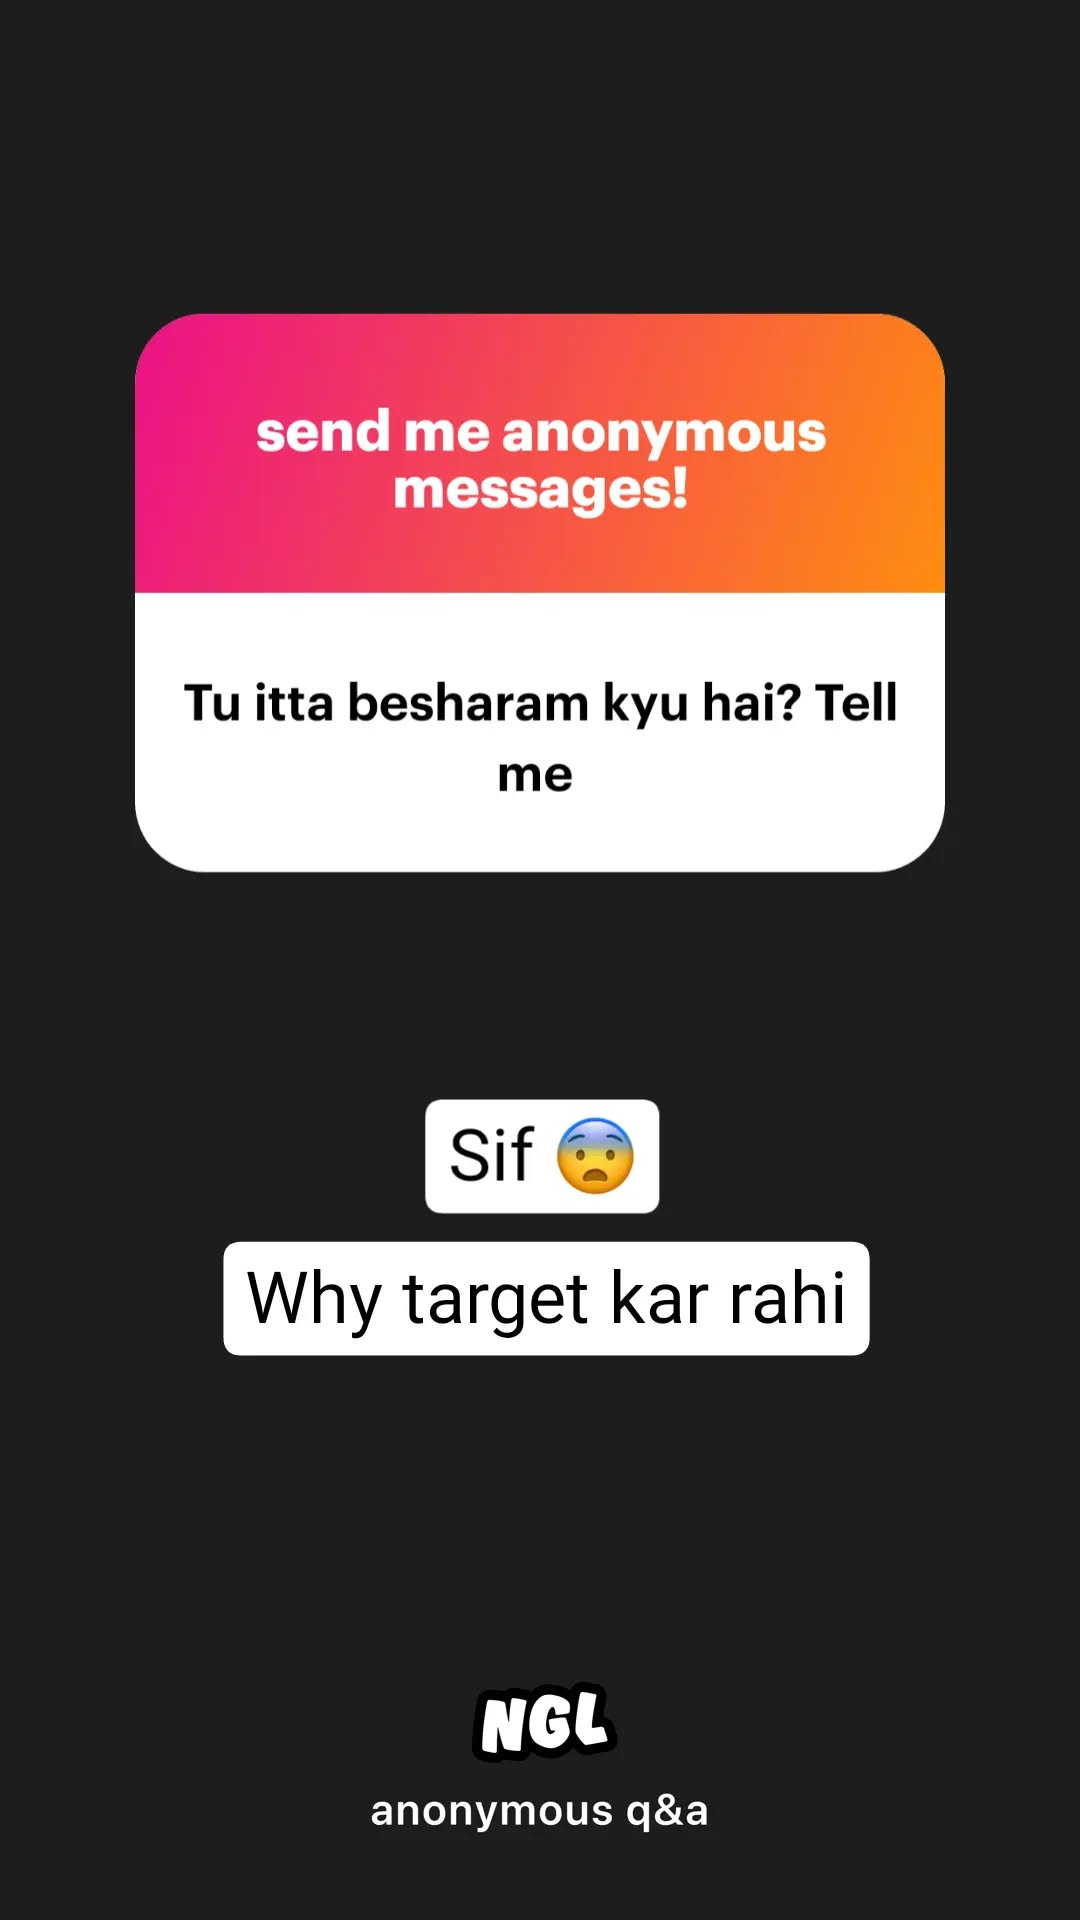 send me anonymous
messages!
Tu itta besharam kyu hai? Tell
me
Sif 😨
Why target kar rahi
NGL
anonymous q&a